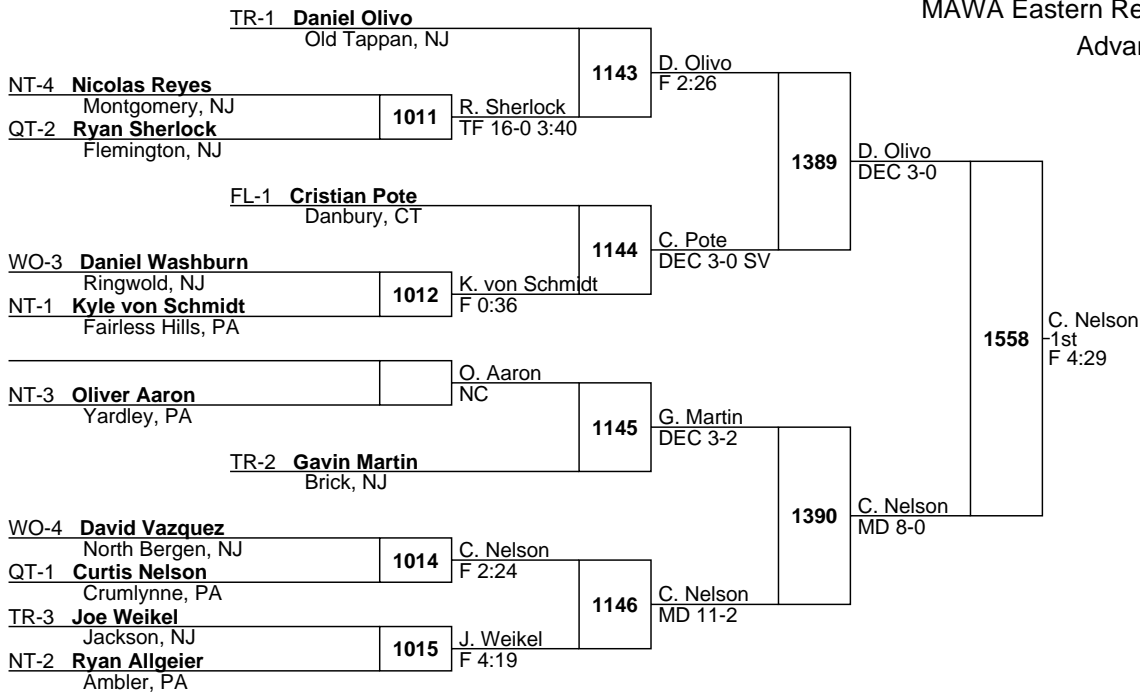 MAWA Eastern Re
Advar
TR-1 Daniel Olivo
Old Tappan, NJ
NT-4 Nicolas Reyes
Montgomery, NJ
QT-2 Ryan Sherlock
Flemington, NJ
1011
R. Sherlock
TF 16-0 3:40
1143
D. Olivo
F 2:26
FL-1 Cristian Pote
Danbury, CT
WO-3 Daniel Washburn
Ringwold, NJ
NT-1 Kyle von Schmidt
Fairless Hills, PA
1012
K. von Schmidt
F 0:36
1144
C. Pote
DEC 3-0 SV
1389
D. Olivo
DEC 3-0
NT-3 Oliver Aaron
Yardley, PA
O. Aaron
NC
TR-2 Gavin Martin
Brick, NJ
1145
G. Martin
DEC 3-2
WO-4 David Vazquez
North Bergen, NJ
QT-1 Curtis Nelson
Crumlynne, PA
1014
C. Nelson
F 2:24
TR-3 Joe Weikel
Jackson, NJ
NT-2 Ryan Allgeier
Ambler, PA
1015
J. Weikel
F 4:19
1146
C. Nelson
MD 11-2
1390
C. Nelson
MD 8-0
1558
C. Nelson
1st
F 4:29